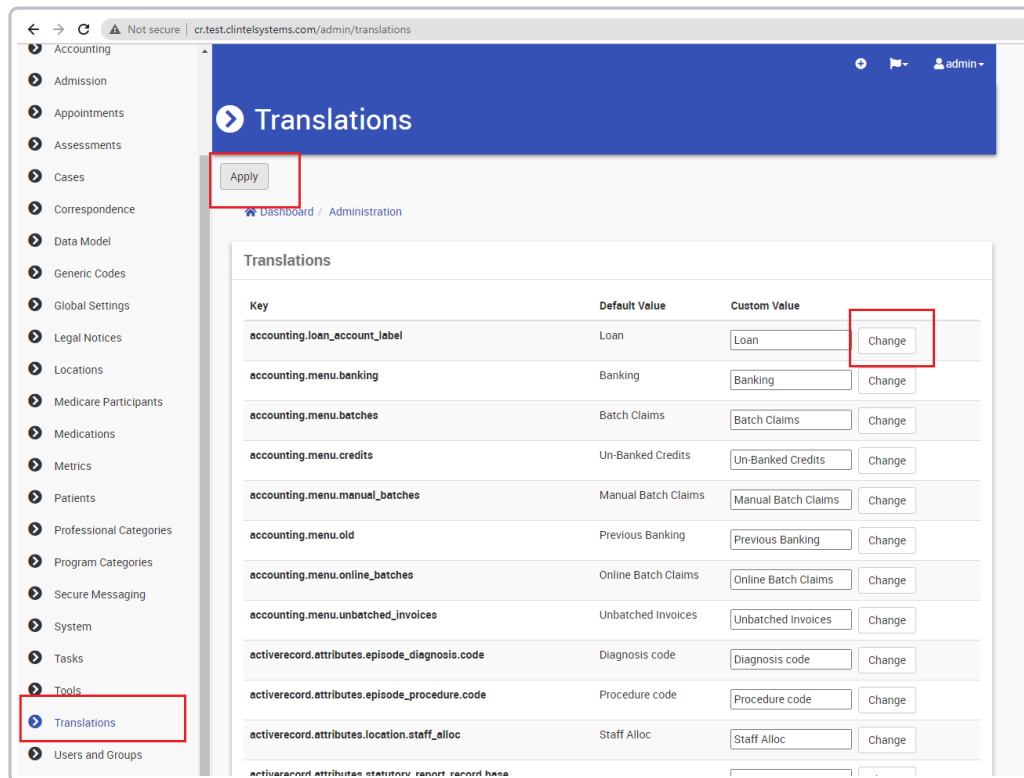 Not secure | cr.test.clintelsystems.com/admin/translations
Accounting
Admission
Appointments
Assessments
Cases
Correspondence
Data Model
Generic Codes
Global Settings
Legal Notices
Locations
Medicare Participants
Medications
Metrics
Patients
Professional Categories
Program Categories
Secure Messaging
System
Tasks
Tools
Translations
Users and Groups
admin
Translations
Apply
Dashboard / Administration
Translations
Key Default Value Custom Value
accounting.loan_account_label Loan Loan Change
accounting.menu.banking Banking Banking Change
accounting.menu.batches Batch Claims Batch Claims Change
accounting.menu.credits Un-Banked Credits Un-Banked Credits Change
accounting.menu.manual_batches Manual Batch Claims Manual Batch Claims Change
accounting.menu.old Previous Banking Previous Banking Change
accounting.menu.online_batches Online Batch Claims Online Batch Claims Change
accounting.menu.unbatched_invoices Unbatched Invoices Unbatched Invoices Change
activerecord.attributes.episode_diagnosis.code Diagnosis code Diagnosis code Change
activerecord.attributes.episode_procedure.code Procedure code Procedure code Change
activerecord.attributes.location.staff_alloc Staff Alloc Staff Alloc Change
activerecord.attributes.statutory_report_record.base